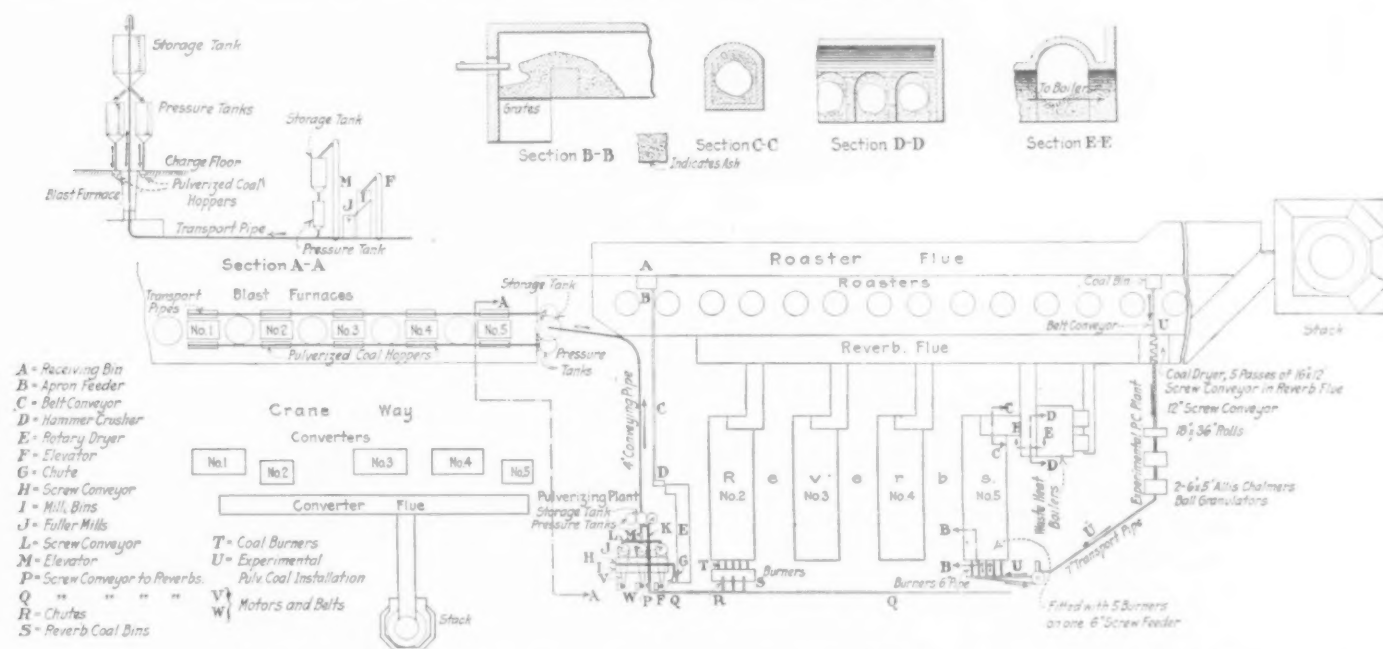 Storage Tank
Pressure Tanks
Charge Floor
Pulverized Coal
Hoppers
Blast Furnace
Transport Pipe
Storage Tank
M
F
J
I
Pressure Tank
Section A-A
Grates
Section B-B
Indicates Ash
Section C-C
Section D-D
To Boilers
Section E-E
Roaster Flue
A
B
Roasters
Coal Bin
U
Belt Conveyor
Stack
Reverb. Flue
Storage Tank
Transport
Pipes
Blast Furnaces
A
No.1
No.2
No.3
No.4
No.5
Pulverized Coal Hoppers
Pressure
Tanks
A = Receiving Bin
B = Apron Feeder
C = Belt Conveyor
D = Hammer Crusher
E = Rotary Dryer
F = Elevator
G = Chute
H = Screw Conveyor
I = Mill, Bins
J = Fuller Mills
L = Screw Conveyor
M = Elevator
P = Screw Conveyor to Reverbs.
Q " " " "
R = Chutes
S = Reverb Coal Bins
T = Coal Burners
U = Experimental
Pulv. Coal Installation
V
W
Motors and Belts
Crane Way
Converters
No.1
No.2
No.3
No.4
No.5
Converter Flue
Stack
4" Conveying Pipe
C
D
Pulverizing Plant
Storage Tank
Pressure Tanks
K
L
M
E
J
H
I
G
V
A
W
P
F
Q
R
S
Q
T
Burners
Reverbs.
No.2
No.3
No.4
No.5
C
D
H
E
C
D
Waste Heat
Boilers
B
B
U
Burners 6" Pipe
U
7" Transport Pipe
Fitted with 5 Burners
on one 6" Screw Feeder
Experimental PC Plant
Coal Dryer, 5 Passes of 16"x12'
Screw Conveyor in Reverb Flue
12" Screw Conveyor
18"x36" Rolls
2-6'x5' Allis Chalmers
Ball Granulators